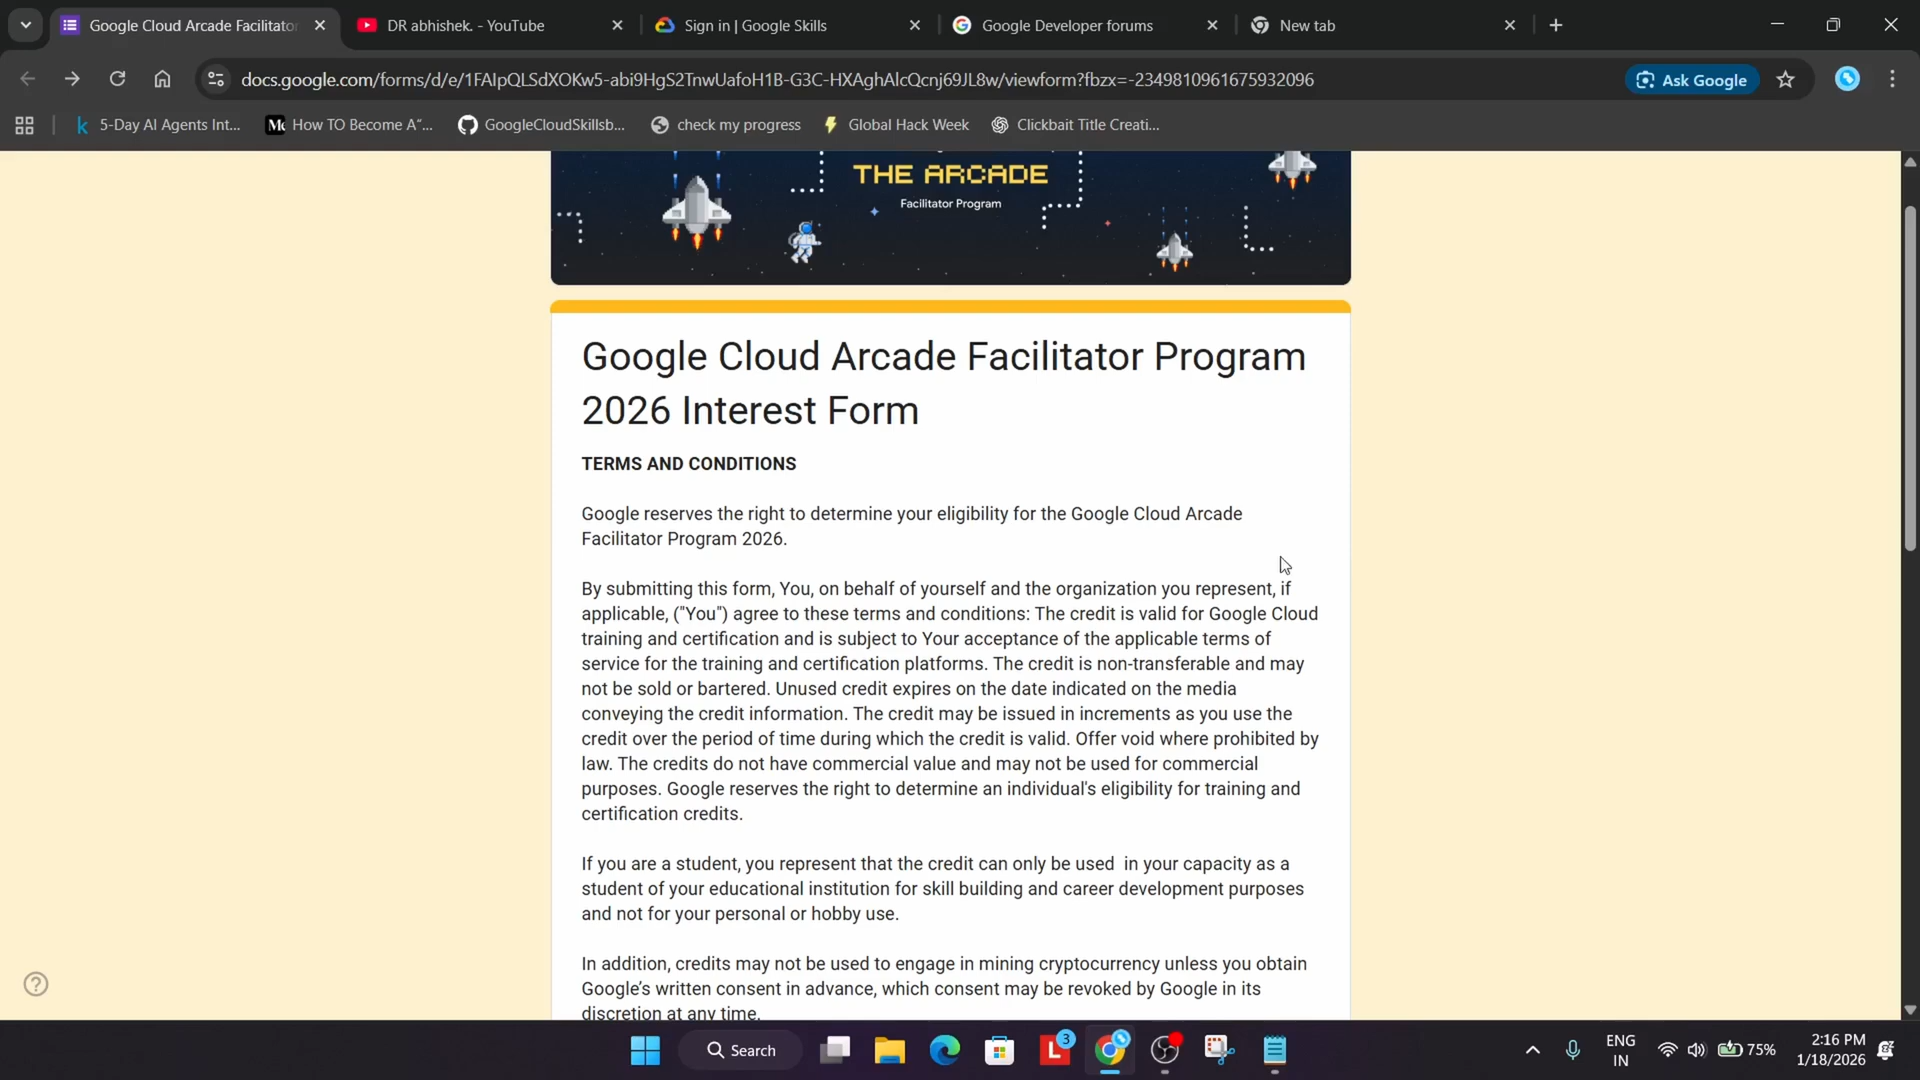 Google Cloud Arcade Facilitator
DR abhishek. - YouTube
Sign in | Google Skills
Google Developer forums
New tab
docs.google.com/forms/d/e/1FAIpQLSdXOKw5-abi9HgS2TnwUafoH1B-G3C-HXAghAlcQcnj69JL8w/viewform?fbzx=-2349810961675932096
Ask Google
5-Day AI Agents Int...
How TO Become A“...
GoogleCloudSkillsb...
check my progress
Global Hack Week
Clickbait Title Creati...
THE ARCADE
Facilitator Program
Google Cloud Arcade Facilitator Program
2026 Interest Form
TERMS AND CONDITIONS
Google reserves the right to determine your eligibility for the Google Cloud Arcade
Facilitator Program 2026.
By submitting this form, You, on behalf of yourself and the organization you represent, if
applicable, ("You") agree to these terms and conditions: The credit is valid for Google Cloud
training and certification and is subject to Your acceptance of the applicable terms of
service for the training and certification platforms. The credit is non-transferable and may
not be sold or bartered. Unused credit expires on the date indicated on the media
conveying the credit information. The credit may be issued in increments as you use the
credit over the period of time during which the credit is valid. Offer void where prohibited by
law. The credits do not have commercial value and may not be used for commercial
purposes. Google reserves the right to determine an individual's eligibility for training and
certification credits.
If you are a student, you represent that the credit can only be used  in your capacity as a
student of your educational institution for skill building and career development purposes
and not for your personal or hobby use.
In addition, credits may not be used to engage in mining cryptocurrency unless you obtain
Google’s written consent in advance, which consent may be revoked by Google in its
discretion at any time.
Search
3
ENG
IN
75%
2:16 PM
1/18/2026